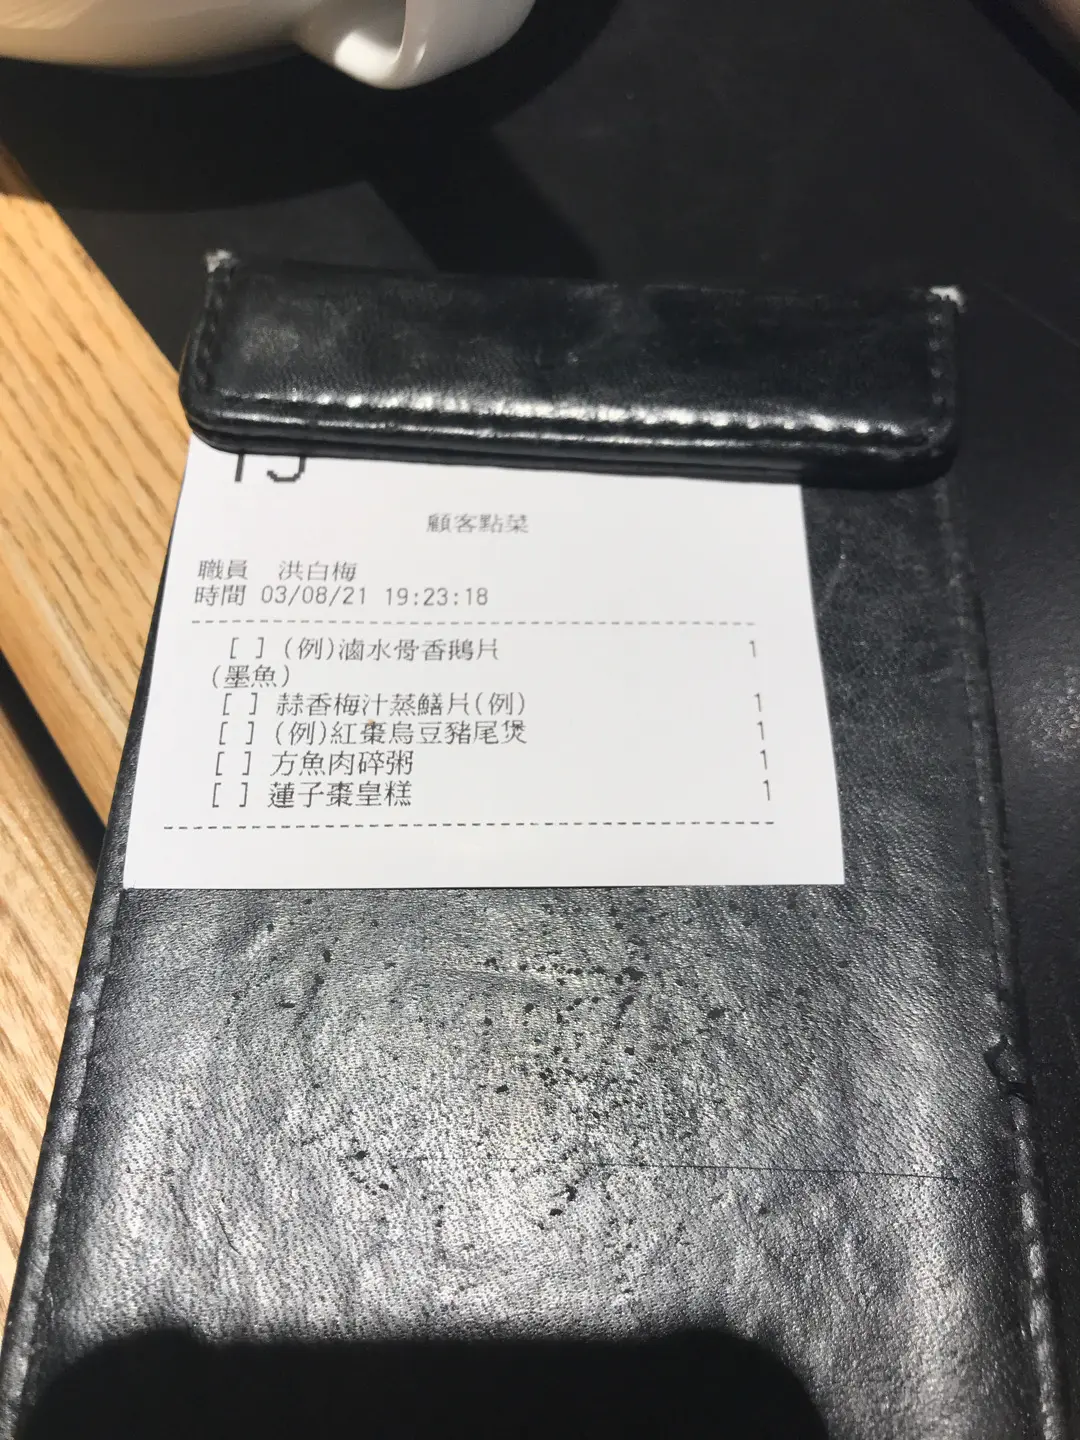 顧客點菜
職員 洪白梅
時間 03/08/21 19:23:18
[ ] (例)滷水骨香鵝片 1
(墨魚)
[ ] 蒜香梅汁蒸鱔片(例) 1
[ ] (例)紅棗烏豆豬尾煲 1
[ ] 方魚肉碎粥 1
[ ] 蓮子棗皇糕 1